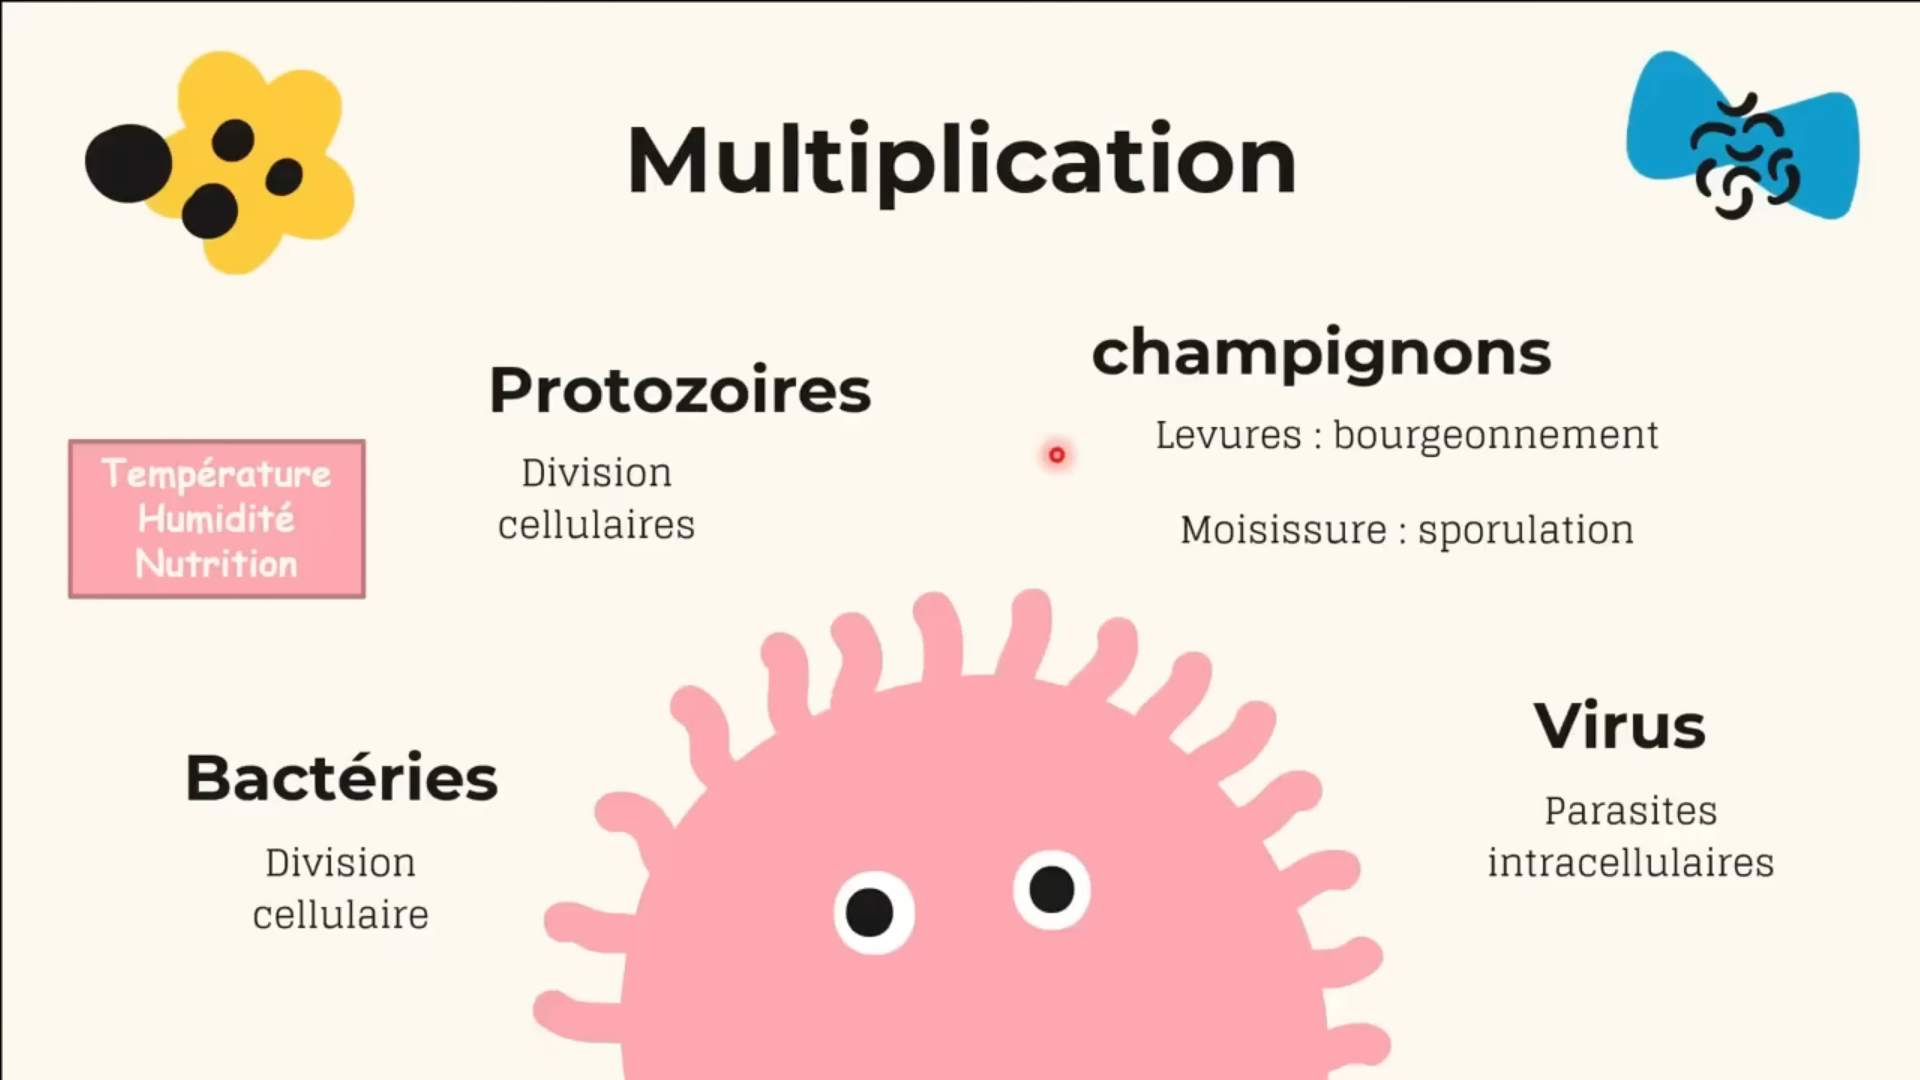 Multiplication
Protozoires
Division
cellulaires
champignons
Levures : bourgeonnement
Moisissure : sporulation
Température
Humidité
Nutrition
Bactéries
Division
cellulaire
Virus
Parasites
intracellulaires